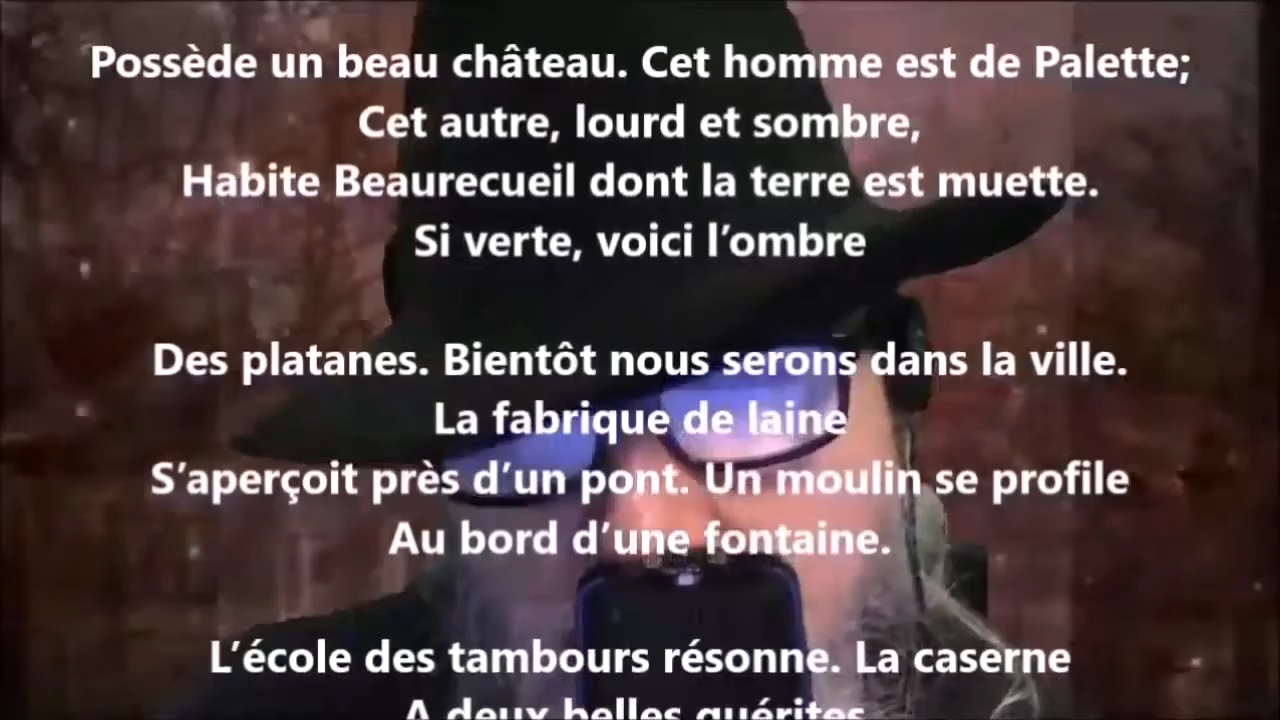 Possède un beau château. Cet homme est de Palette;
Cet autre, lourd et sombre,
Habite Beaurecueil dont la terre est muette.
Si verte, voici l’ombre
Des platanes. Bientôt nous serons dans la ville.
La fabrique de laine
S’aperçoit près d’un pont. Un moulin se profile
Au bord d’une fontaine.
L’école des tambours résonne. La caserne
A deux belles guérites